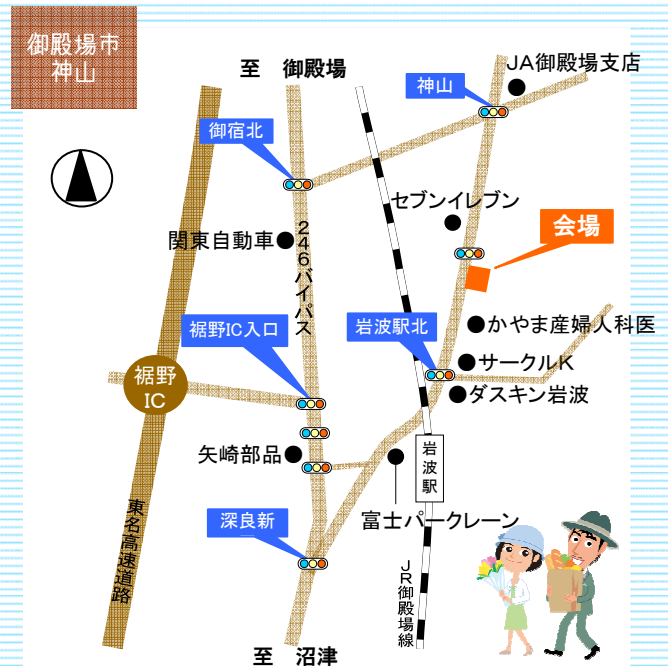 御殿場市
神山
至　御殿場
JA御殿場支店
神山
御宿北
セブンイレブン
会場
関東自動車
246バイパス
裾野IC入口
岩波駅北
かやま産婦人科医
サークルK
裾野
IC
ダスキン岩波
矢崎部品
岩波駅
富士パークレーン
東名高速道路
深良新
JR御殿場線
至　沼津